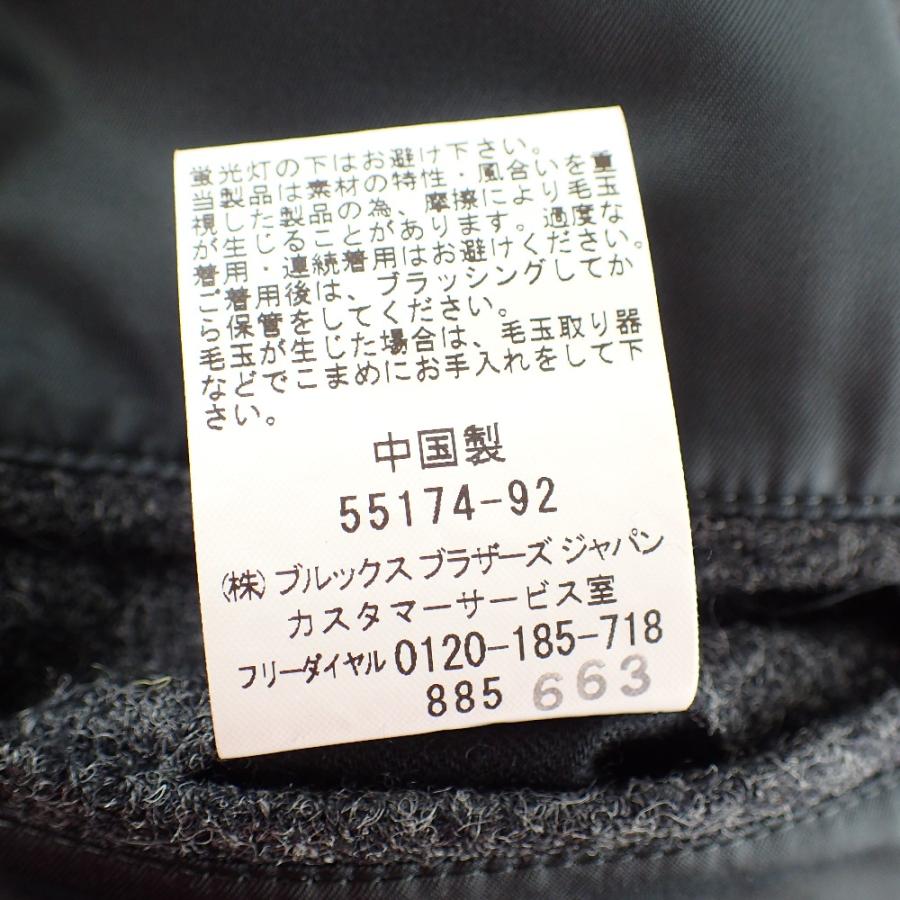 蛍光灯の下はお避け下さい。
当製品は素材の特性・風合いを重
視した製品の為、摩擦により毛玉
が生じることがあります。過度な
着用・連続着用はお避けください。
ご着用後は、ブラッシングしてか
ら保管をしてください。
毛玉が生じた場合は、毛玉取り器
などでこまめにお手入れをして下
さい。
中国製
55174-92
(株)ブルックス ブラザーズ ジャパン
カスタマーサービス室
フリーダイヤル 0120-185-718
885 663